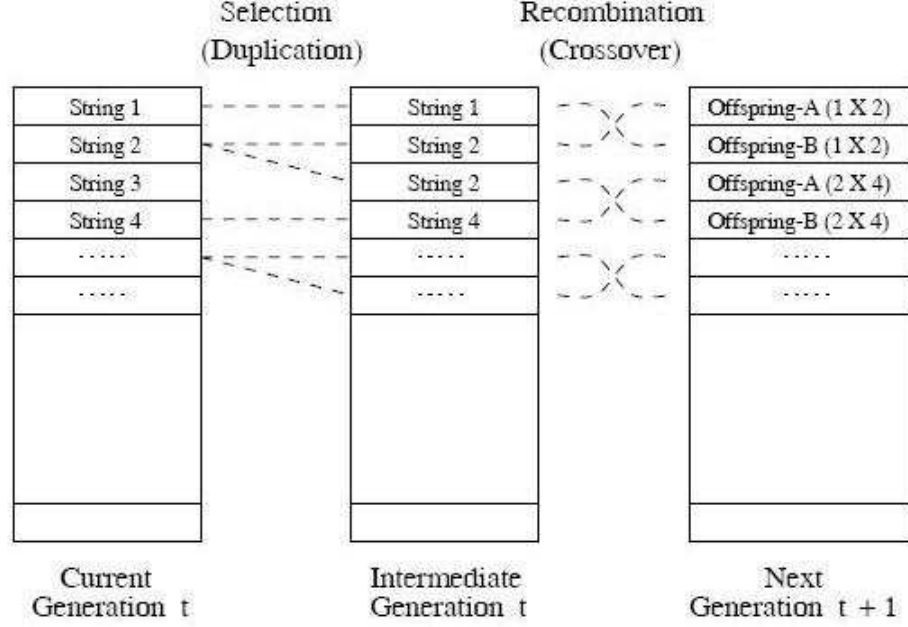 Selection
(Duplication)
Recombination
(Crossover)
String 1
String 2
String 3
String 4
-----
-----
String 1
String 2
String 2
String 4
-----
-----
Offspring-A (1 X 2)
Offspring-B (1 X 2)
Offspring-A (2 X 4)
Offspring-B (2 X 4)
-----
-----
Current
Generation t
Intermediate
Generation t
Next
Generation t + 1